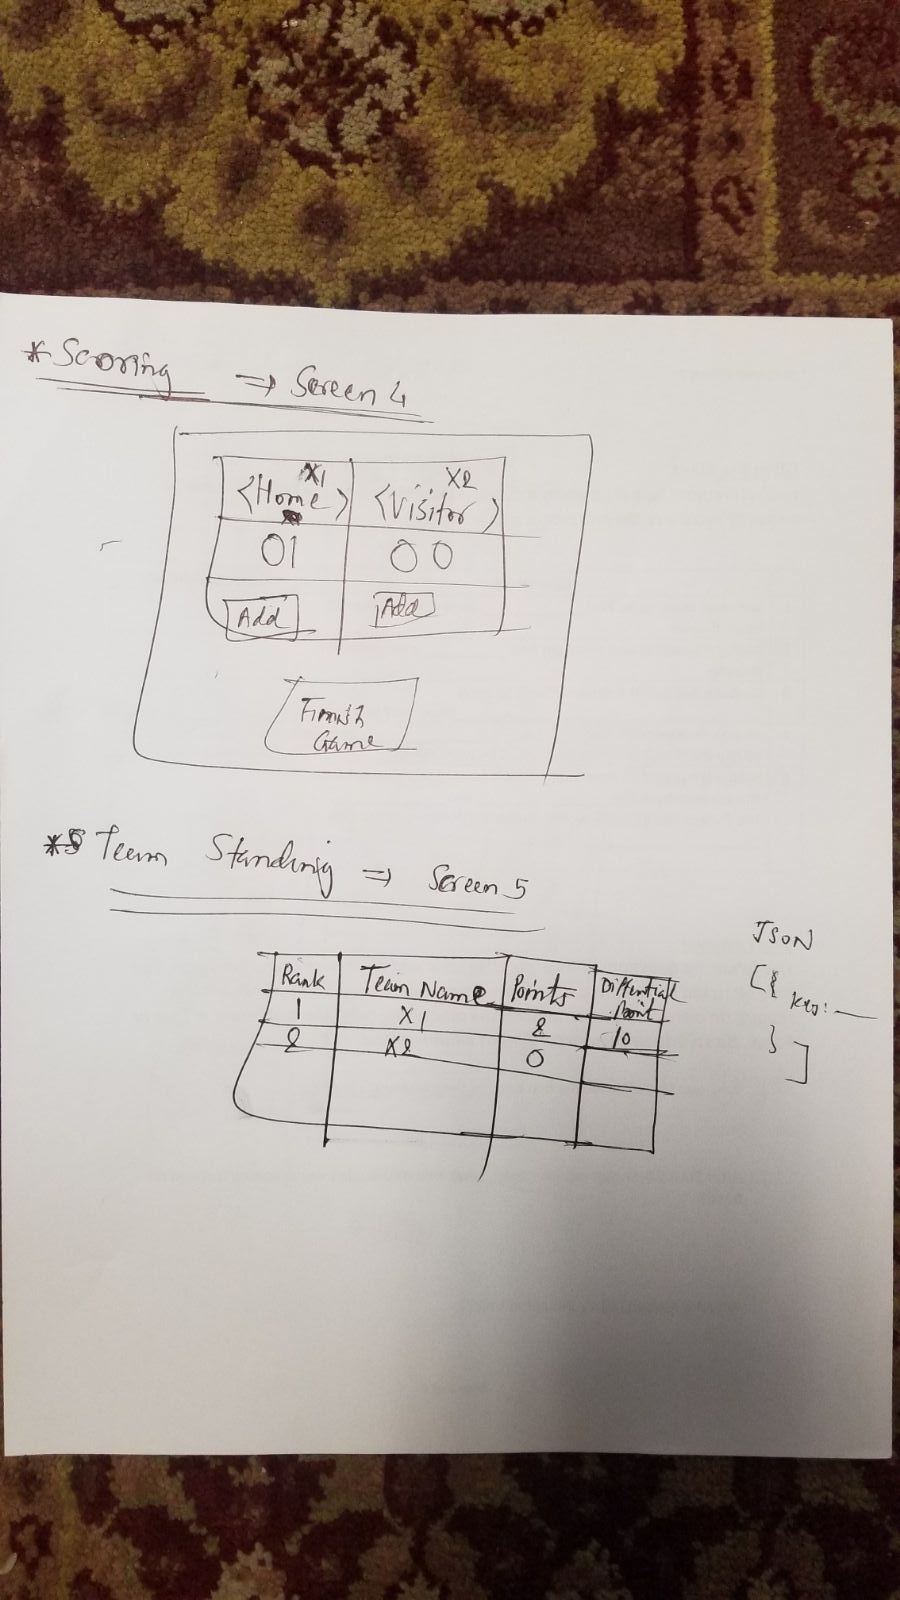 * Scoring => Screen 4
X1 X2
<Home> <Visitor>
01 00
Add Add
Finish
Game
* 5 Team Standing => Screen 5
JSON
[{
key: —
}
]
Rank Team Name Points Differential Point
1 X1 2 10
2 X2 0